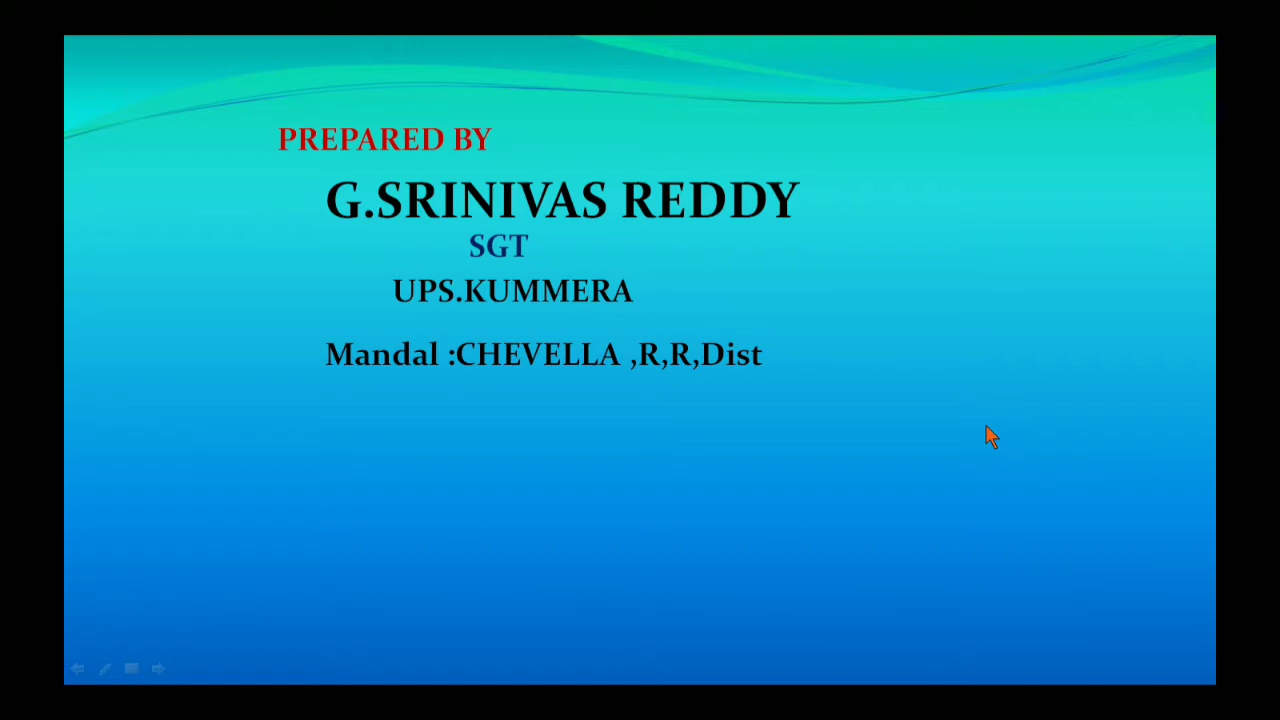 PREPARED BY
G.SRINIVAS REDDY
SGT
UPS.KUMMERA
Mandal :CHEVELLA ,R,R,Dist